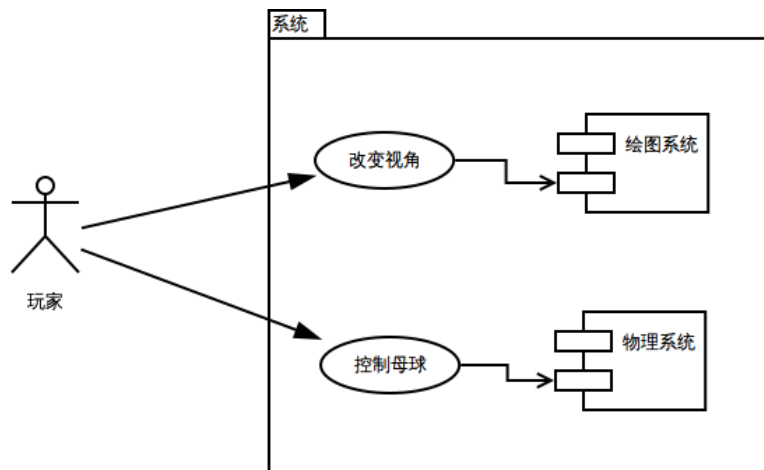 系统
改变视角
绘图系统
玩家
控制母球
物理系统